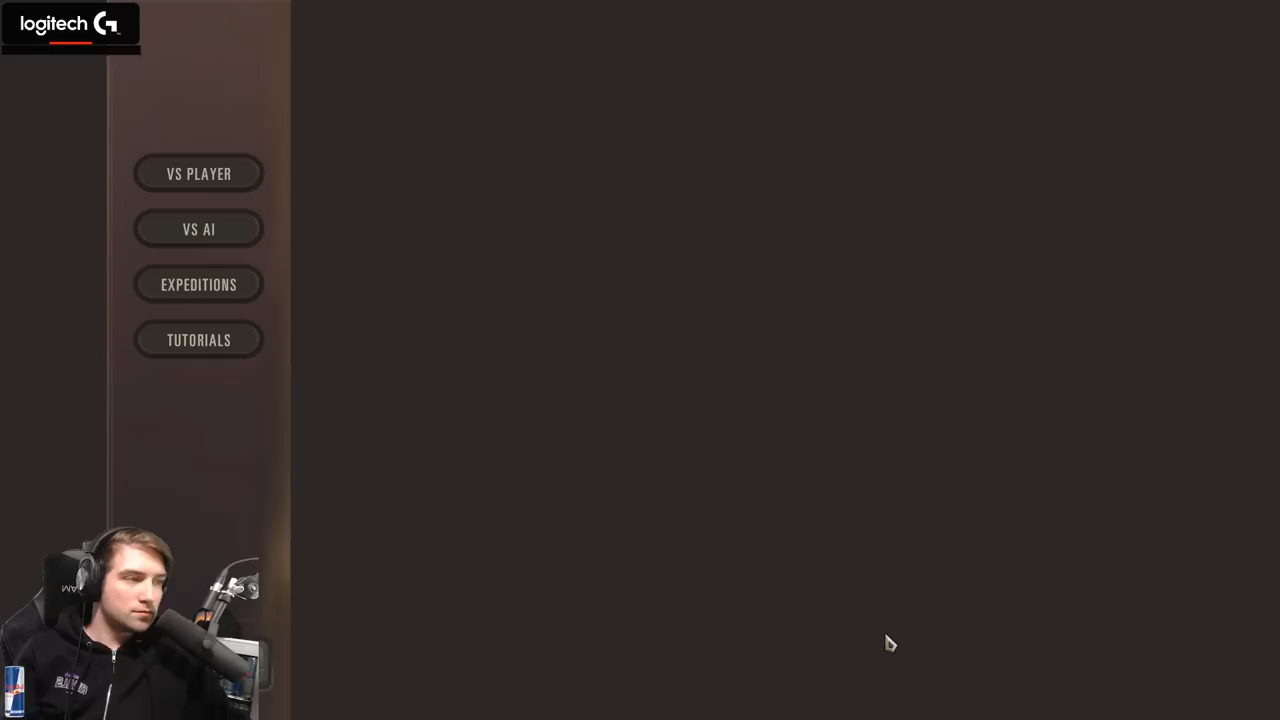 logitech G
VS PLAYER
VS AI
EXPEDITIONS
TUTORIALS